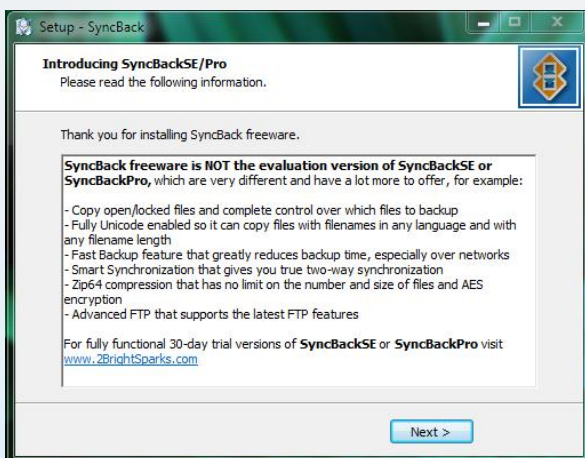 Setup - SyncBack
Introducing SyncBackSE/Pro
Please read the following information.
Thank you for installing SyncBack freeware.
SyncBack freeware is NOT the evaluation version of SyncBackSE or
SyncBackPro, which are very different and have a lot more to offer, for example:
- Copy open/locked files and complete control over which files to backup
- Fully Unicode enabled so it can copy files with filenames in any language and with
any filename length
- Fast Backup feature that greatly reduces backup time, especially over networks
- Smart Synchronization that gives you true two-way synchronization
- Zip64 compression that has no limit on the number and size of files and AES
encryption
- Advanced FTP that supports the latest FTP features
For fully functional 30-day trial versions of SyncBackSE or SyncBackPro visit
www.2BrightSparks.com
Next >